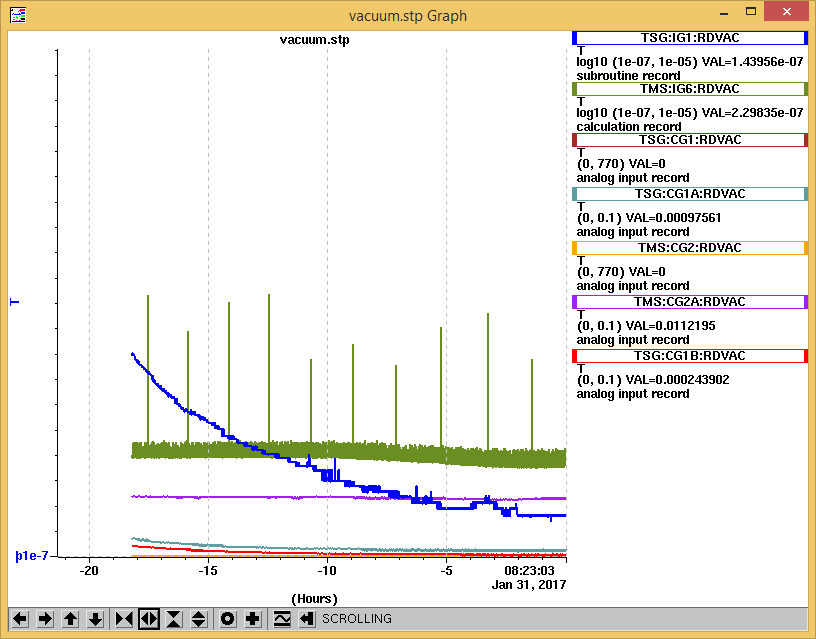 vacuum.stp Graph
vacuum.stp
T
1e-7
-20
-15
-10
-5
08:23:03
Jan 31, 2017
(Hours)
TSG:IG1:RDVAC
T
log10 (1e-07, 1e-05) VAL=1.43956e-07
subroutine record
TMS:IG6:RDVAC
T
log10 (1e-07, 1e-05) VAL=2.29835e-07
calculation record
TSG:CG1:RDVAC
T
(0, 770) VAL=0
analog input record
TSG:CG1A:RDVAC
T
(0, 0.1) VAL=0.00097561
analog input record
TMS:CG2:RDVAC
T
(0, 770) VAL=0
analog input record
TMS:CG2A:RDVAC
T
(0, 0.1) VAL=0.0112195
analog input record
TSG:CG1B:RDVAC
T
(0, 0.1) VAL=0.000243902
analog input record
SCROLLING